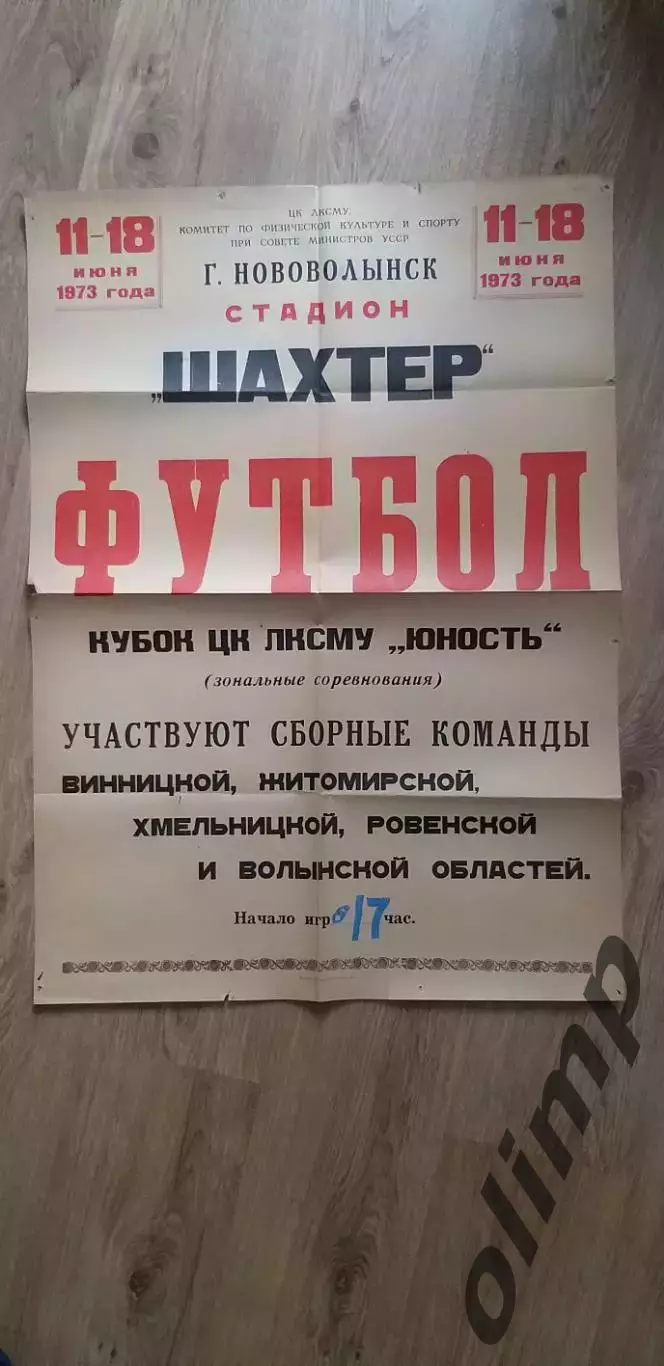 ЦК ЛКСМУ
КОМИТЕТ ПО ФИЗИЧЕСКОЙ КУЛЬТУРЕ И СПОРТУ
ПРИ СОВЕТЕ МИНИСТРОВ УССР
11-18
ИЮНЯ
1973 года
11-18
ИЮНЯ
1973 года
Г. НОВОВОЛЫНСК
СТАДИОН
„ШАХТЕР“
ФУТБОЛ
КУБОК ЦК ЛКСМУ „ЮНОСТЬ“
(зональные соревнования)
УЧАСТВУЮТ СБОРНЫЕ КОМАНДЫ
ВИННИЦКОЙ, ЖИТОМИРСКОЙ,
ХМЕЛЬНИЦКОЙ, РОВЕНСКОЙ
И ВОЛЫНСКОЙ ОБЛАСТЕЙ.
Начало игр 17 час.
olimp